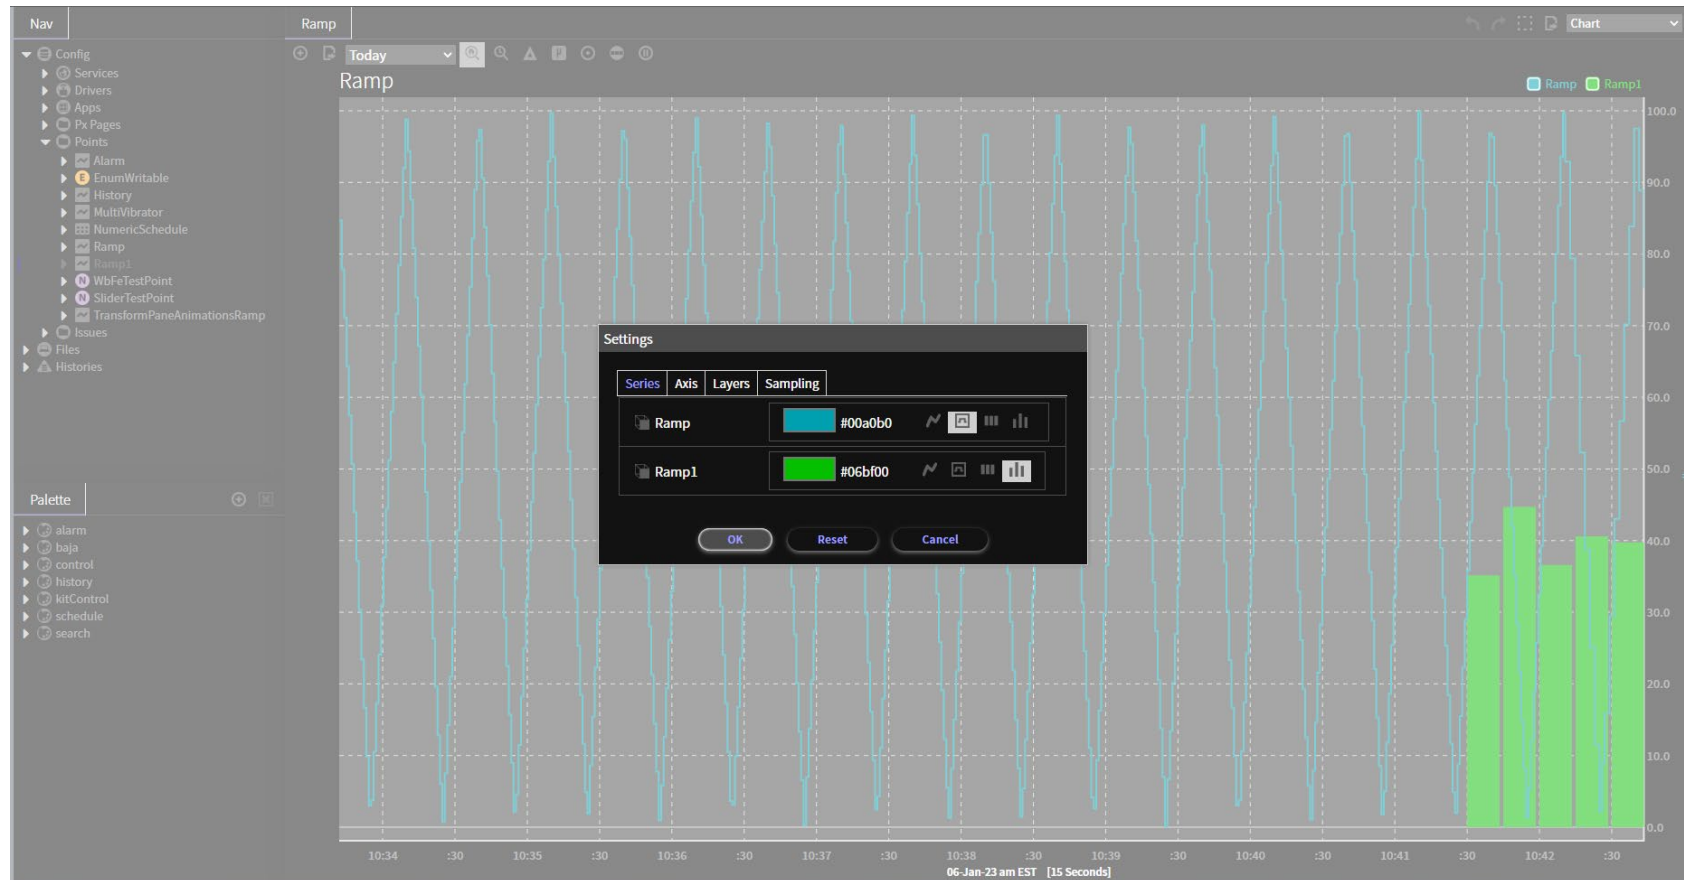 Nav
Config
Services
Drivers
Apps
Px Pages
Points
Alarm
EnumWritable
History
MultiVibrator
NumericSchedule
Ramp
Ramp1
WbFeTestPoint
SliderTestPoint
TransformPaneAnimationsRamp
Issues
Files
Histories
Palette
alarm
baja
control
history
kitControl
schedule
search
Ramp
Chart
Today
Ramp
Ramp Ramp1
100.0
90.0
80.0
70.0
60.0
50.0
40.0
30.0
20.0
10.0
0.0
Settings
Series Axis Layers Sampling
Ramp #00a0b0
Ramp1 #06bf00
OK Reset Cancel
10:34 :30 10:35 :30 10:36 :30 10:37 :30 10:38 :30 10:39 :30 10:40 :30 10:41 :30 10:42 :30
06-Jan-23 am EST [15 Seconds]